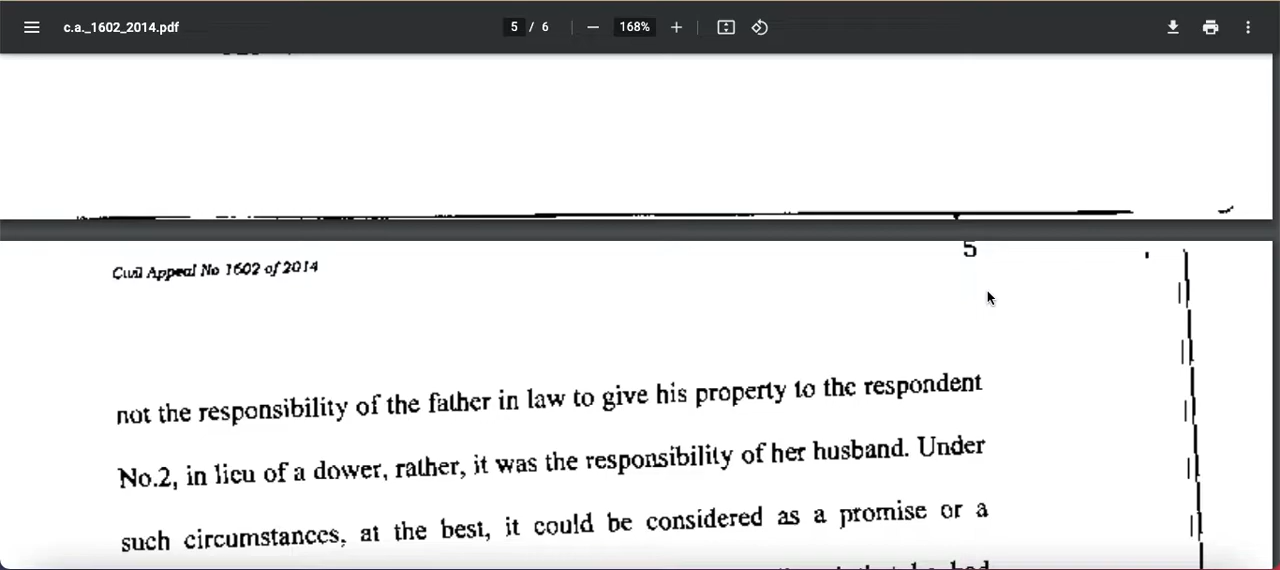 c.a._1602_2014.pdf
5 / 6
168%
5
Civil Appeal No 1602 of 2014
not the responsibility of the father in law to give his property to the respondent
No.2, in lieu of a dower, rather, it was the responsibility of her husband. Under
such circumstances, at the best, it could be considered as a promise or a